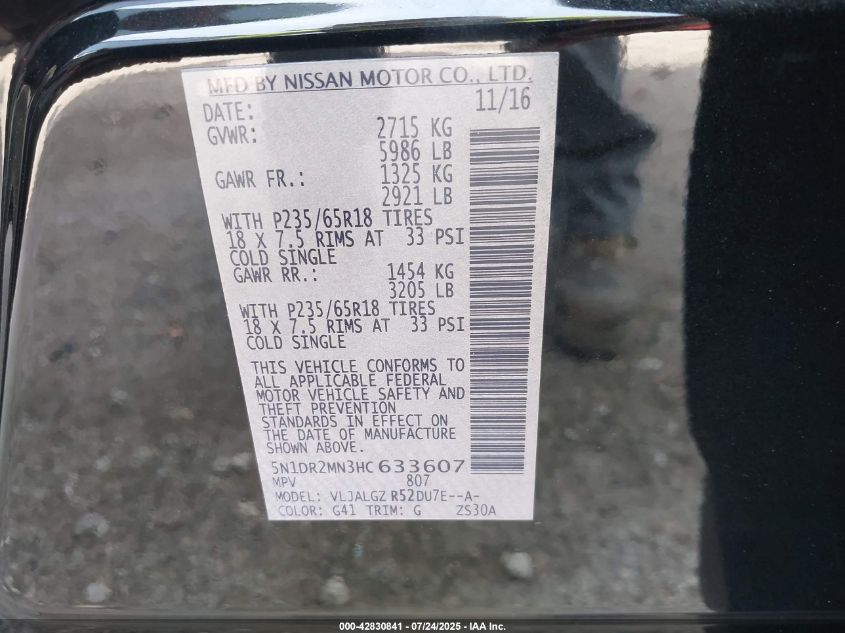 MFD BY NISSAN MOTOR CO., LTD.
DATE: 11/16
GVWR: 2715 KG
5986 LB
GAWR FR.: 1325 KG
2921 LB
WITH P235/65R18 TIRES
18 X 7.5 RIMS AT 33 PSI
COLD SINGLE
GAWR RR.: 1454 KG
3205 LB
WITH P235/65R18 TIRES
18 X 7.5 RIMS AT 33 PSI
COLD SINGLE
THIS VEHICLE CONFORMS TO
ALL APPLICABLE FEDERAL
MOTOR VEHICLE SAFETY AND
THEFT PREVENTION
STANDARDS IN EFFECT ON
THE DATE OF MANUFACTURE
SHOWN ABOVE.
5N1DR2MN3HC 633607
MPV 807
MODEL: VLJALGZ R52DU7E--A-
COLOR: G41 TRIM: G ZS30A
000-42830841 - 07/24/2025 - IAA Inc.